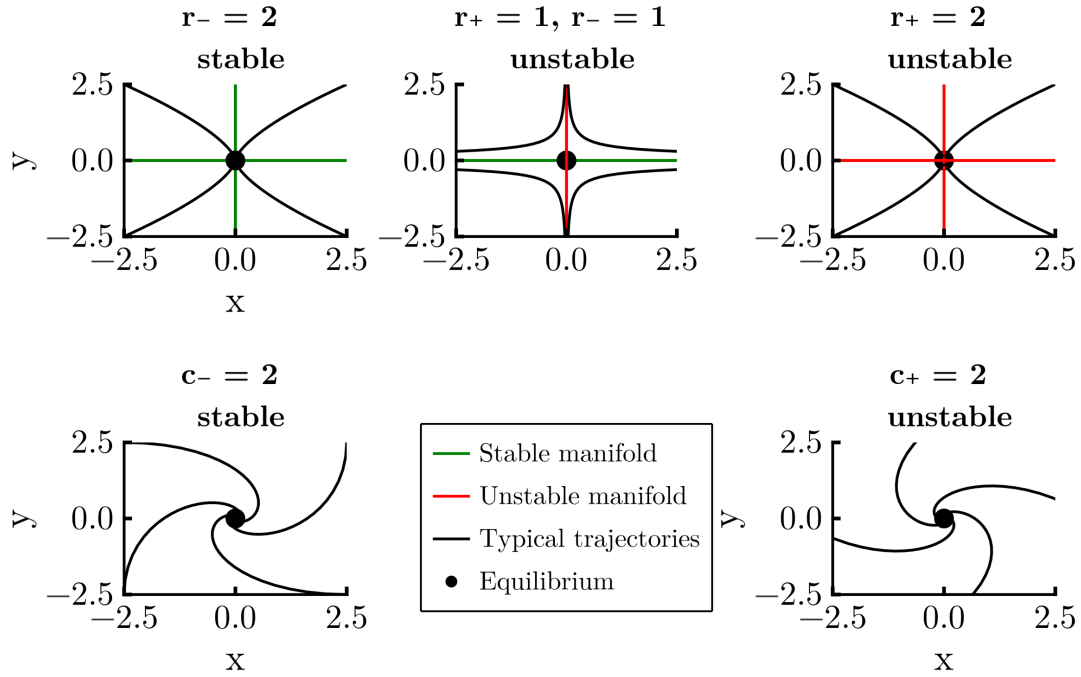 r₋ = 2
stable
2.5
0.0
−2.5
y
−2.5 0.0 2.5
x
r₊ = 1, r₋ = 1
unstable
2.5
0.0
−2.5
−2.5 0.0 2.5
r₊ = 2
unstable
2.5
0.0
−2.5
−2.5 0.0 2.5
c₋ = 2
stable
2.5
0.0
−2.5
y
−2.5 0.0 2.5
x
Stable manifold
Unstable manifold
Typical trajectories
Equilibrium
c₊ = 2
unstable
2.5
0.0
−2.5
y
−2.5 0.0 2.5
x